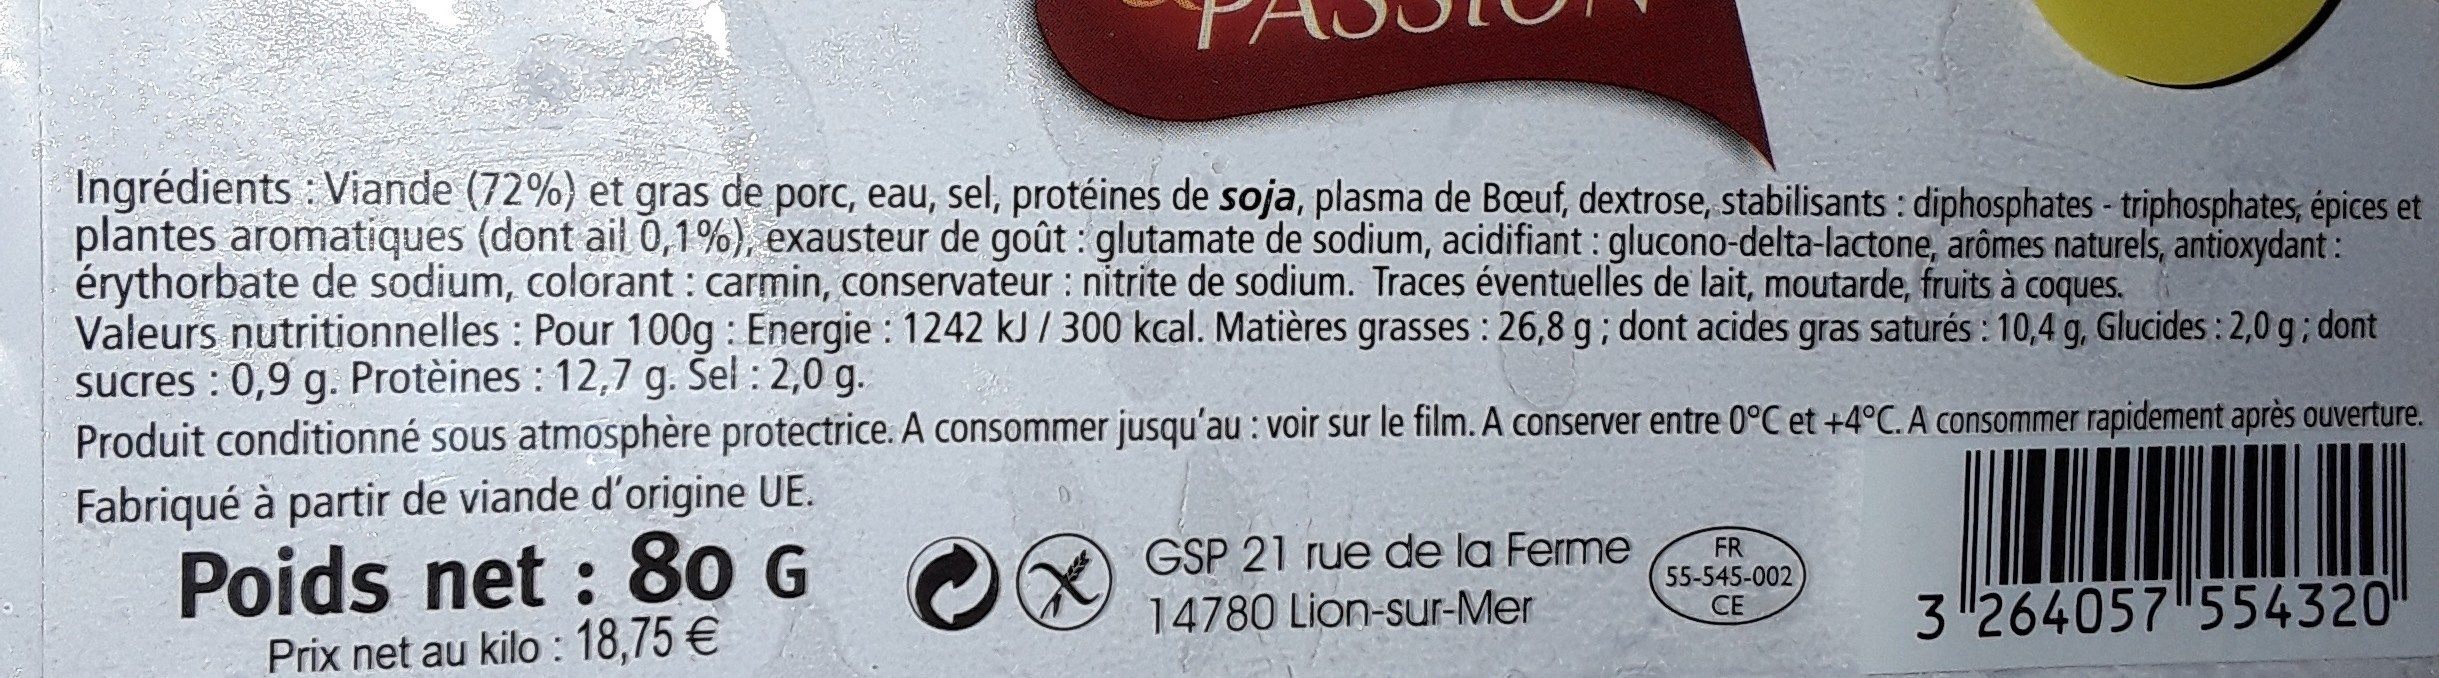 PASSION
Ingrédients : Viande (72%) et gras de porc, eau, sel, protéines de soja, plasma de Bœuf, dextrose, stabilisants : diphosphates - triphosphates, épices et
plantes aromatiques (dont ail 0,1%), exausteur de goût : glutamate de sodium, acidifiant : glucono-delta-lactone, arômes naturels, antioxydant :
érythorbate de sodium, colorant : carmin, conservateur : nitrite de sodium. Traces éventuelles de lait, moutarde, fruits à coques.
Valeurs nutritionnelles : Pour 100g : Energie : 1242 kJ / 300 kcal. Matières grasses : 26,8 g ; dont acides gras saturés : 10,4 g, Glucides : 2,0 g ; dont
sucres : 0,9 g. Protèines : 12,7 g. Sel : 2,0 g.
Produit conditionné sous atmosphère protectrice. A consommer jusqu'au : voir sur le film. A conserver entre 0°C et +4°C. A consommer rapidement après ouverture.
Fabriqué à partir de viande d'origine UE.
Poids net : 80 G
Prix net au kilo : 18,75 €
GSP 21 rue de la Ferme
14780 Lion-sur-Mer
FR
55-545-002
CE
3 264057 554320